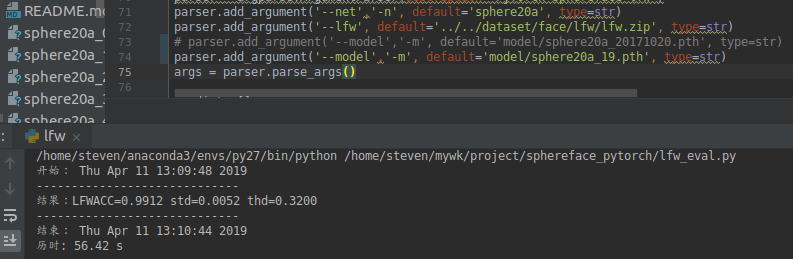 README.md
sphere20a_
sphere20a_1
sphere20a_
sphere20a_2
sphere20a_3
71 parser.add_argument('--net','-n', default='sphere20a', type=str)
72 parser.add_argument('--lfw', default='../../dataset/face/lfw/lfw.zip', type=str)
73 # parser.add_argument('--model','-m', default='model/sphere20a_20171020.pth', type=str)
74 parser.add_argument('--model','-m', default='model/sphere20a_19.pth', type=str)
75 args = parser.parse_args()
76
: lfw ×
/home/steven/anaconda3/envs/py27/bin/python /home/steven/mywk/project/sphereface_pytorch/lfw_eval.py
开始: Thu Apr 11 13:09:48 2019
----------------------------
结果：LFWACC=0.9912 std=0.0052 thd=0.3200
----------------------------
结束： Thu Apr 11 13:10:44 2019
历时: 56.42 s